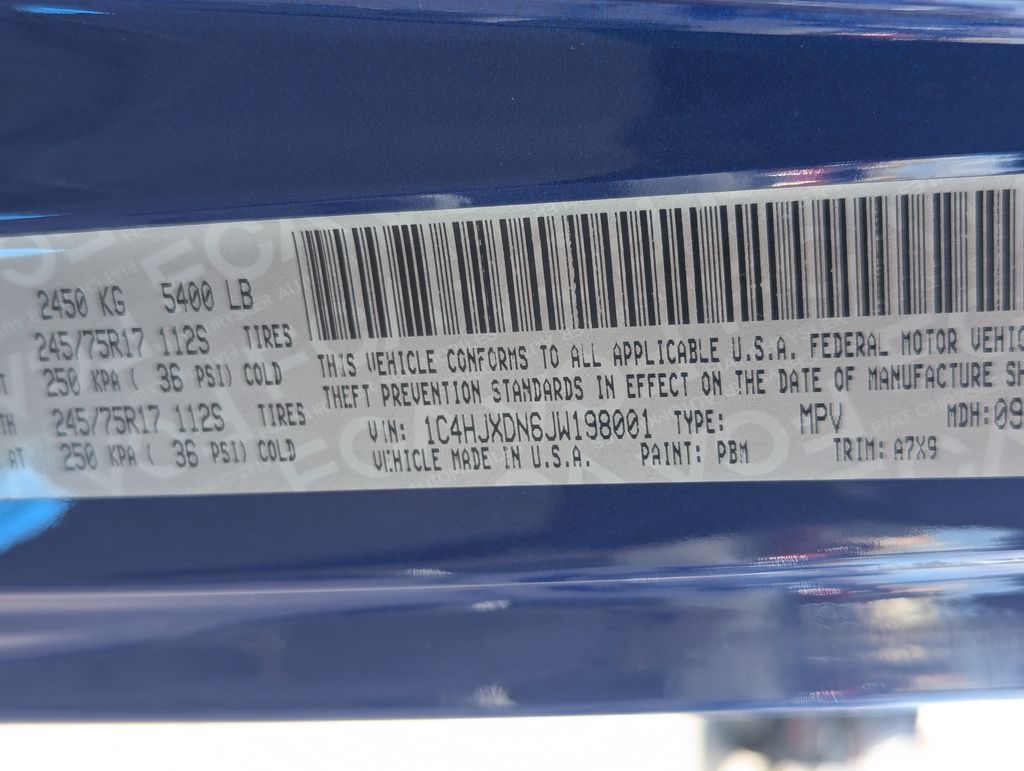 2450 KG 5400 LB
245/75R17 112S TIRES
250 KPA ( 36 PSI) COLD
245/75R17 112S TIRES
AT 250 KPA ( 36 PSI) COLD
THIS VEHICLE CONFORMS TO ALL APPLICABLE U.S.A. FEDERAL MOTOR VEHIC
THEFT PREVENTION STANDARDS IN EFFECT ON THE DATE OF MANUFACTURE SH
VIN: 1C4HJXDN6JW198001 TYPE: MPV MDH: 09
VEHICLE MADE IN U.S.A. PAINT: PBM TRIM: A7X9